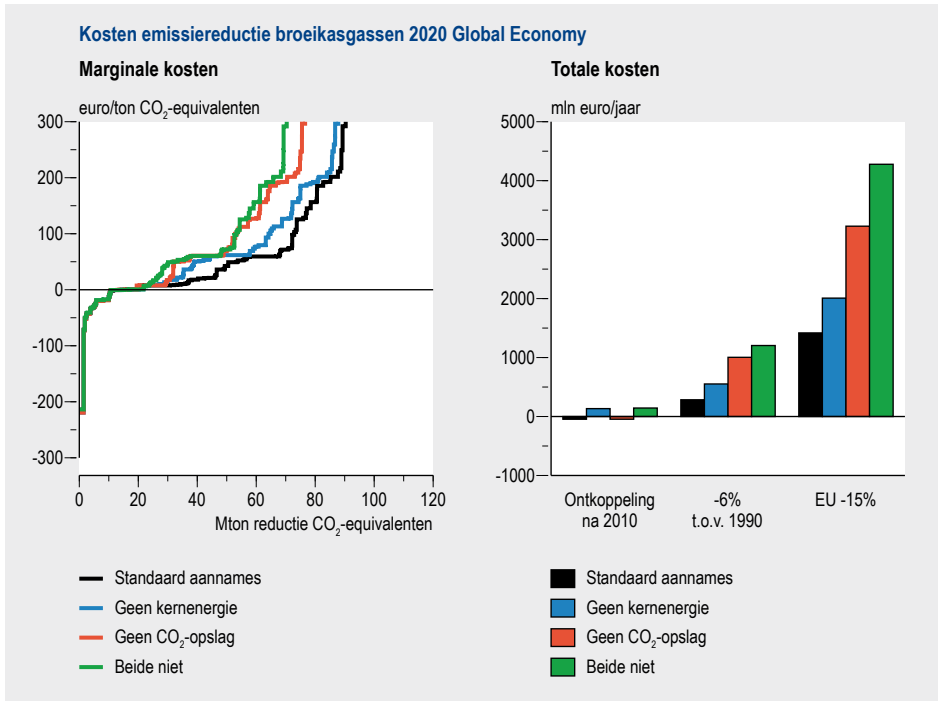 Kosten emissiereductie broeikasgassen 2020 Global Economy
Marginale kosten
euro/ton CO₂-equivalenten
300
200
100
0
-100
-200
-300
0 20 40 60 80 100 120
Mton reductie CO₂-equivalenten
Standaard aannames
Geen kernenergie
Geen CO₂-opslag
Beide niet
Totale kosten
mln euro/jaar
5000
4000
3000
2000
1000
0
-1000
Ontkoppeling na 2010
-6% t.o.v. 1990
EU -15%
Standaard aannames
Geen kernenergie
Geen CO₂-opslag
Beide niet